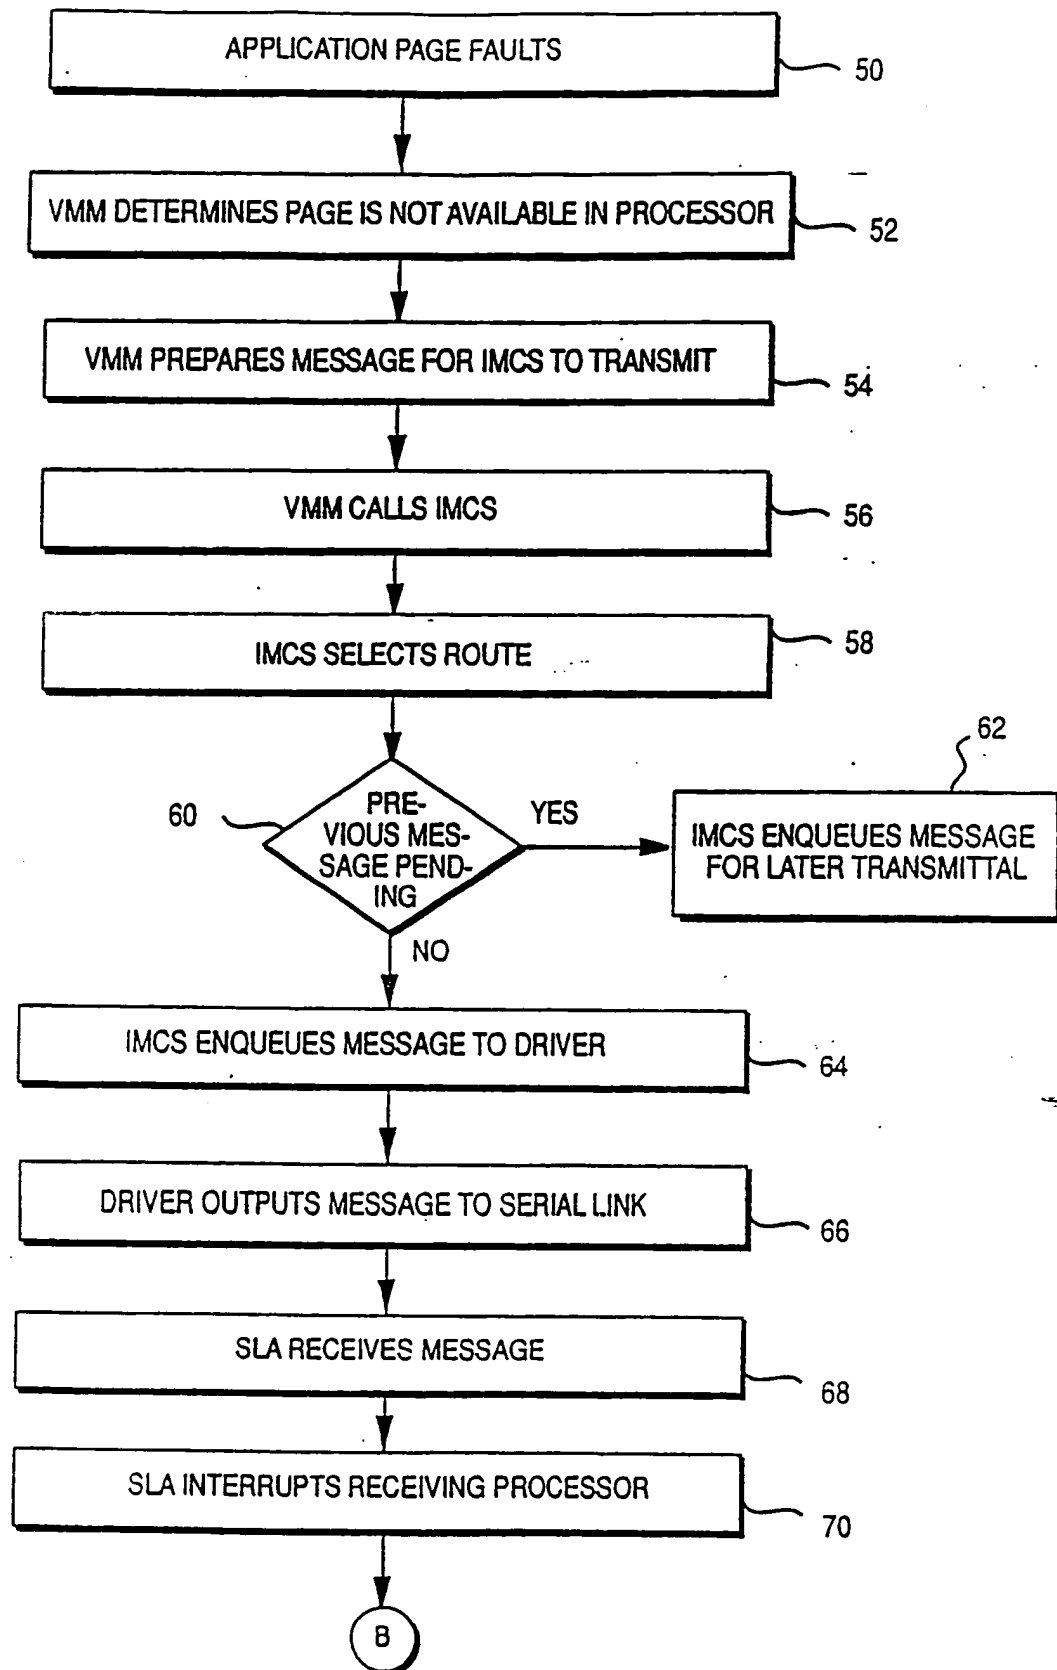 APPLICATION PAGE FAULTS
50
VMM DETERMINES PAGE IS NOT AVAILABLE IN PROCESSOR
52
VMM PREPARES MESSAGE FOR IMCS TO TRANSMIT
54
VMM CALLS IMCS
56
IMCS SELECTS ROUTE
58
60
PRE-
VIOUS MES-
SAGE PEND-
ING
YES
62
IMCS ENQUEUES MESSAGE
FOR LATER TRANSMITTAL
NO
IMCS ENQUEUES MESSAGE TO DRIVER
64
DRIVER OUTPUTS MESSAGE TO SERIAL LINK
66
SLA RECEIVES MESSAGE
68
SLA INTERRUPTS RECEIVING PROCESSOR
70
B